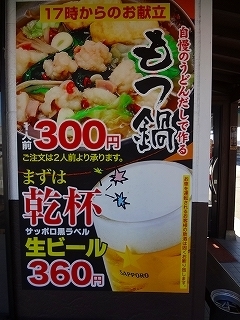 17時からのお献立
自慢のうどんだしで作る
もつ鍋
1人前 300円
ご注文は2人前より承ります。
まずは
乾杯
サッポロ黒ラベル
生ビール
360円
SAPPORO